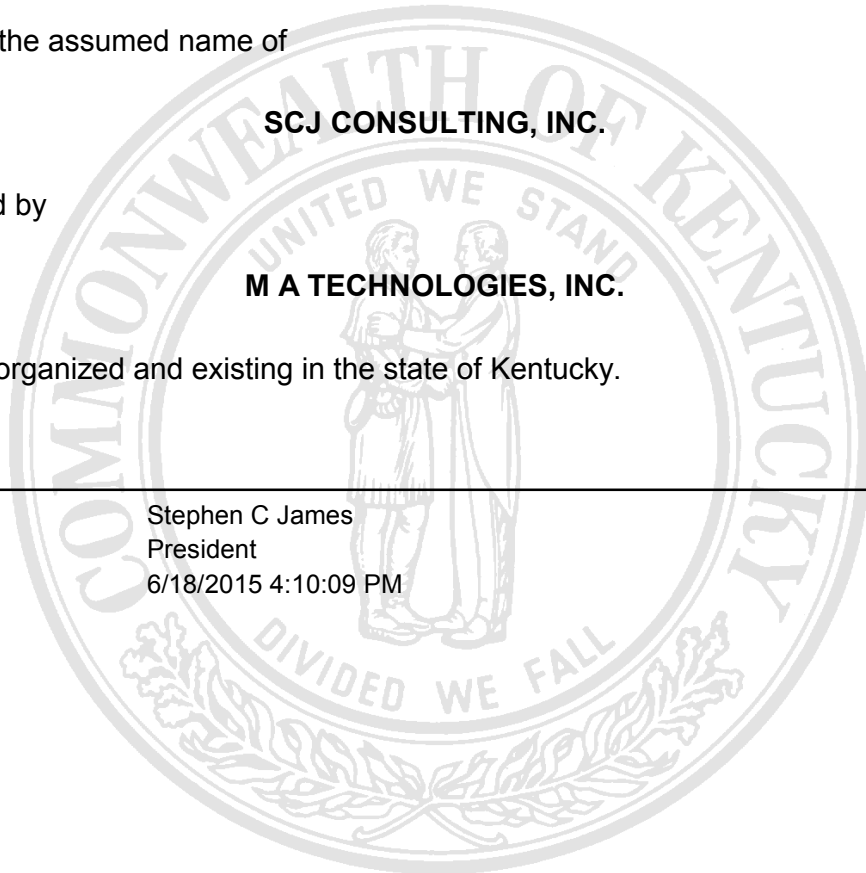 the assumed name of
SCJ CONSULTING, INC.
d by
M A TECHNOLOGIES, INC.
organized and existing in the state of Kentucky.
Stephen C James
President
6/18/2015 4:10:09 PM
COMMONWEALTH OF KENTUCKY
UNITED WE STAND
DIVIDED WE FALL